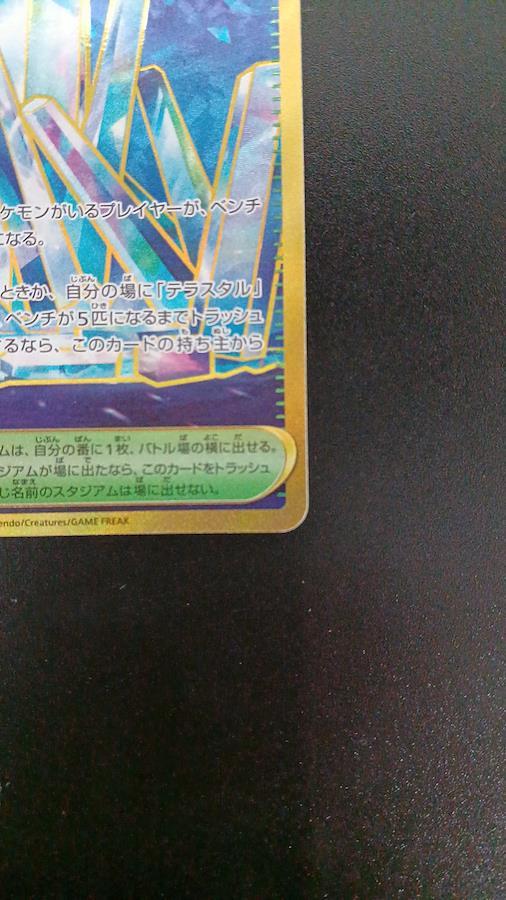 ケモンがいるプレイヤーが、ベンチ
になる。
ときか、自分の場に「テラスタル」
、ベンチが5匹になるまでトラッシュ
するなら、このカードの持ち主から
ムは、自分の番に1枚、バトル場の横に出せる。
タジアムが場に出たなら、このカードをトラッシュ
じ名前のスタジアムは場に出せない。
endo/Creatures/GAME FREAK